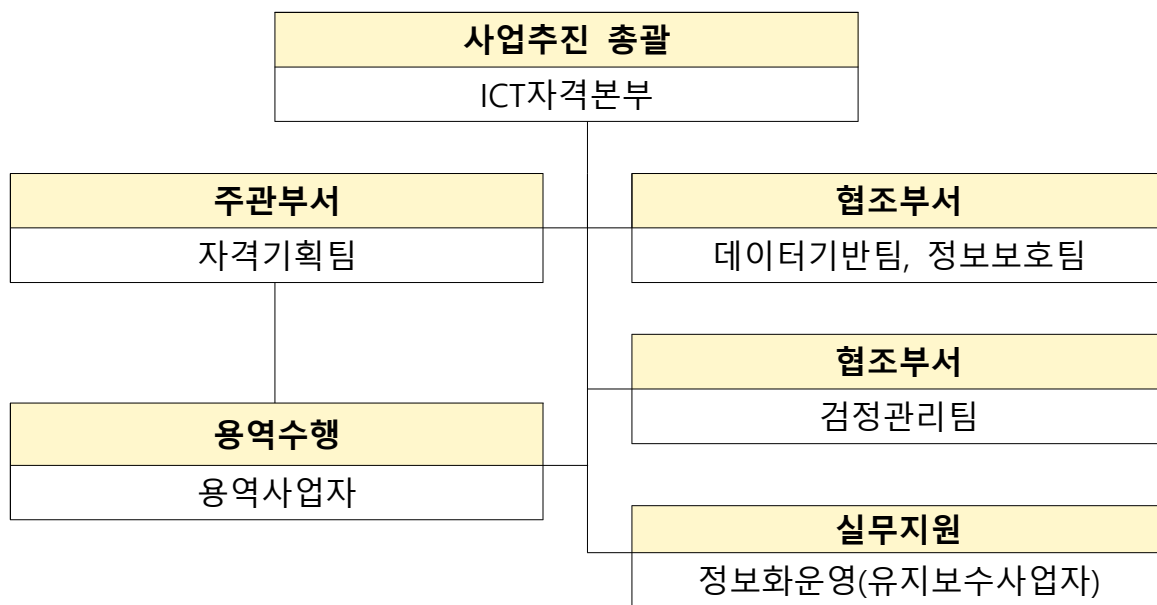 사업추진 총괄
ICT자격본부
주관부서
자격기획팀
협조부서
데이터기반팀, 정보보호팀
협조부서
검정관리팀
용역수행
용역사업자
실무지원
정보화운영(유지보수사업자)